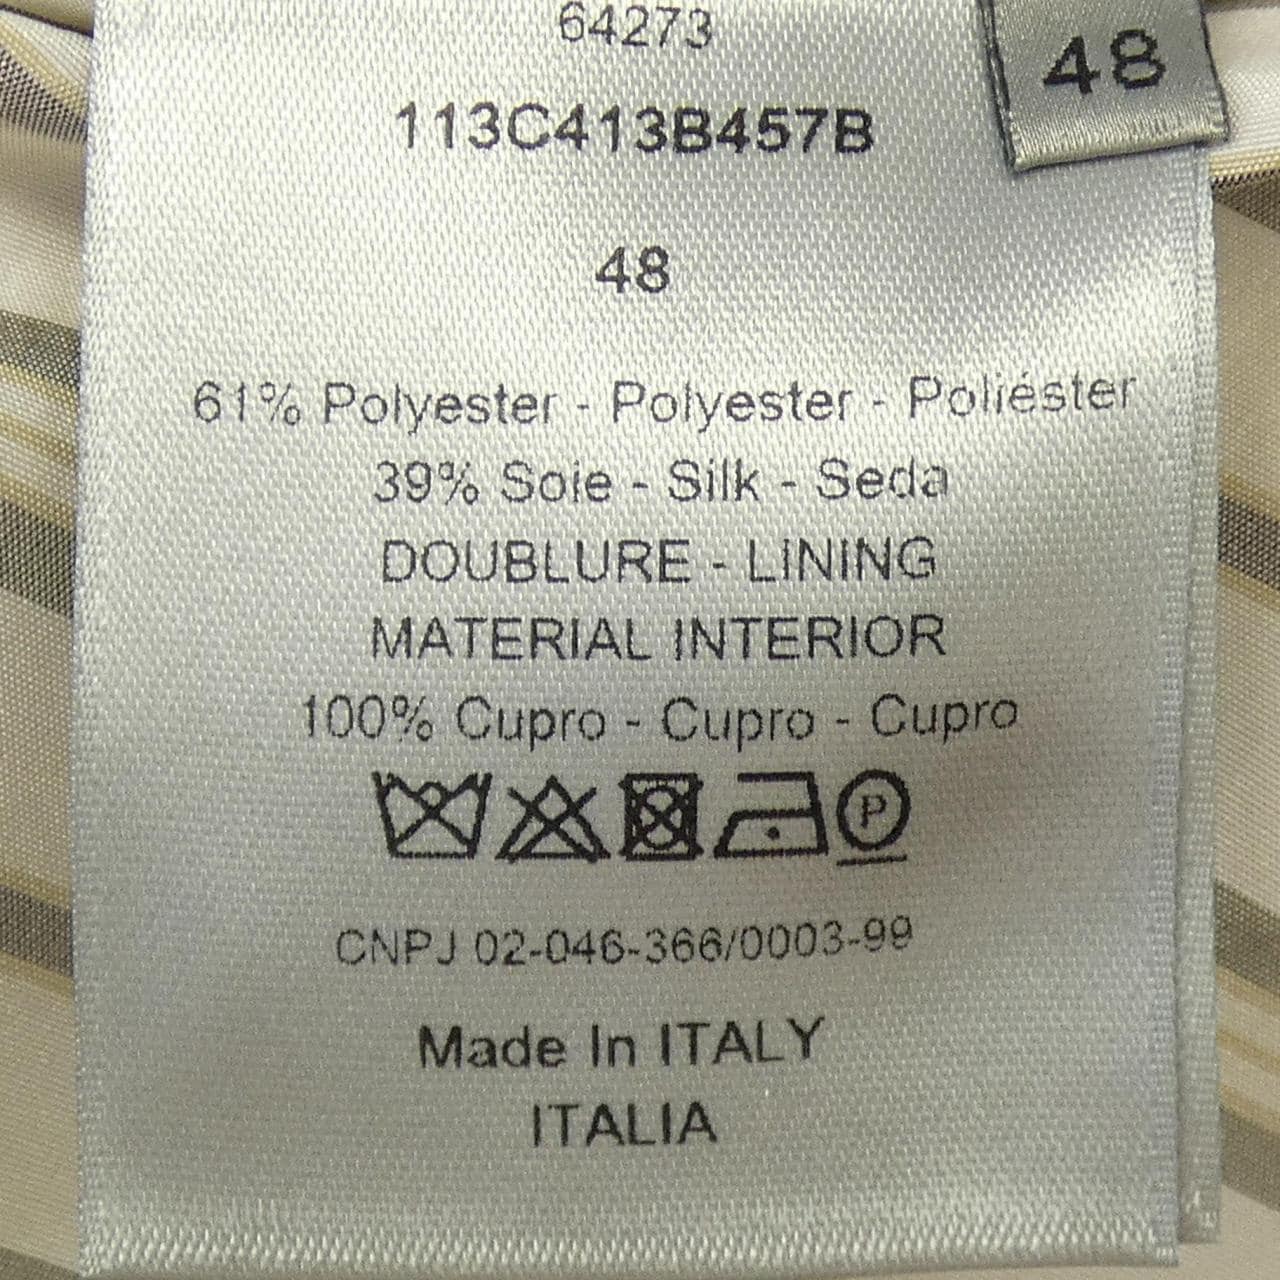 64273
48
113C413B457B
48
61% Polyester - Polyester - Poliéster
39% Soie - Silk - Seda
DOUBLURE - LINING
MATERIAL INTERIOR
100% Cupro - Cupro - Cupro
P
CNPJ 02-046-366/0003-99
Made In ITALY
ITALIA